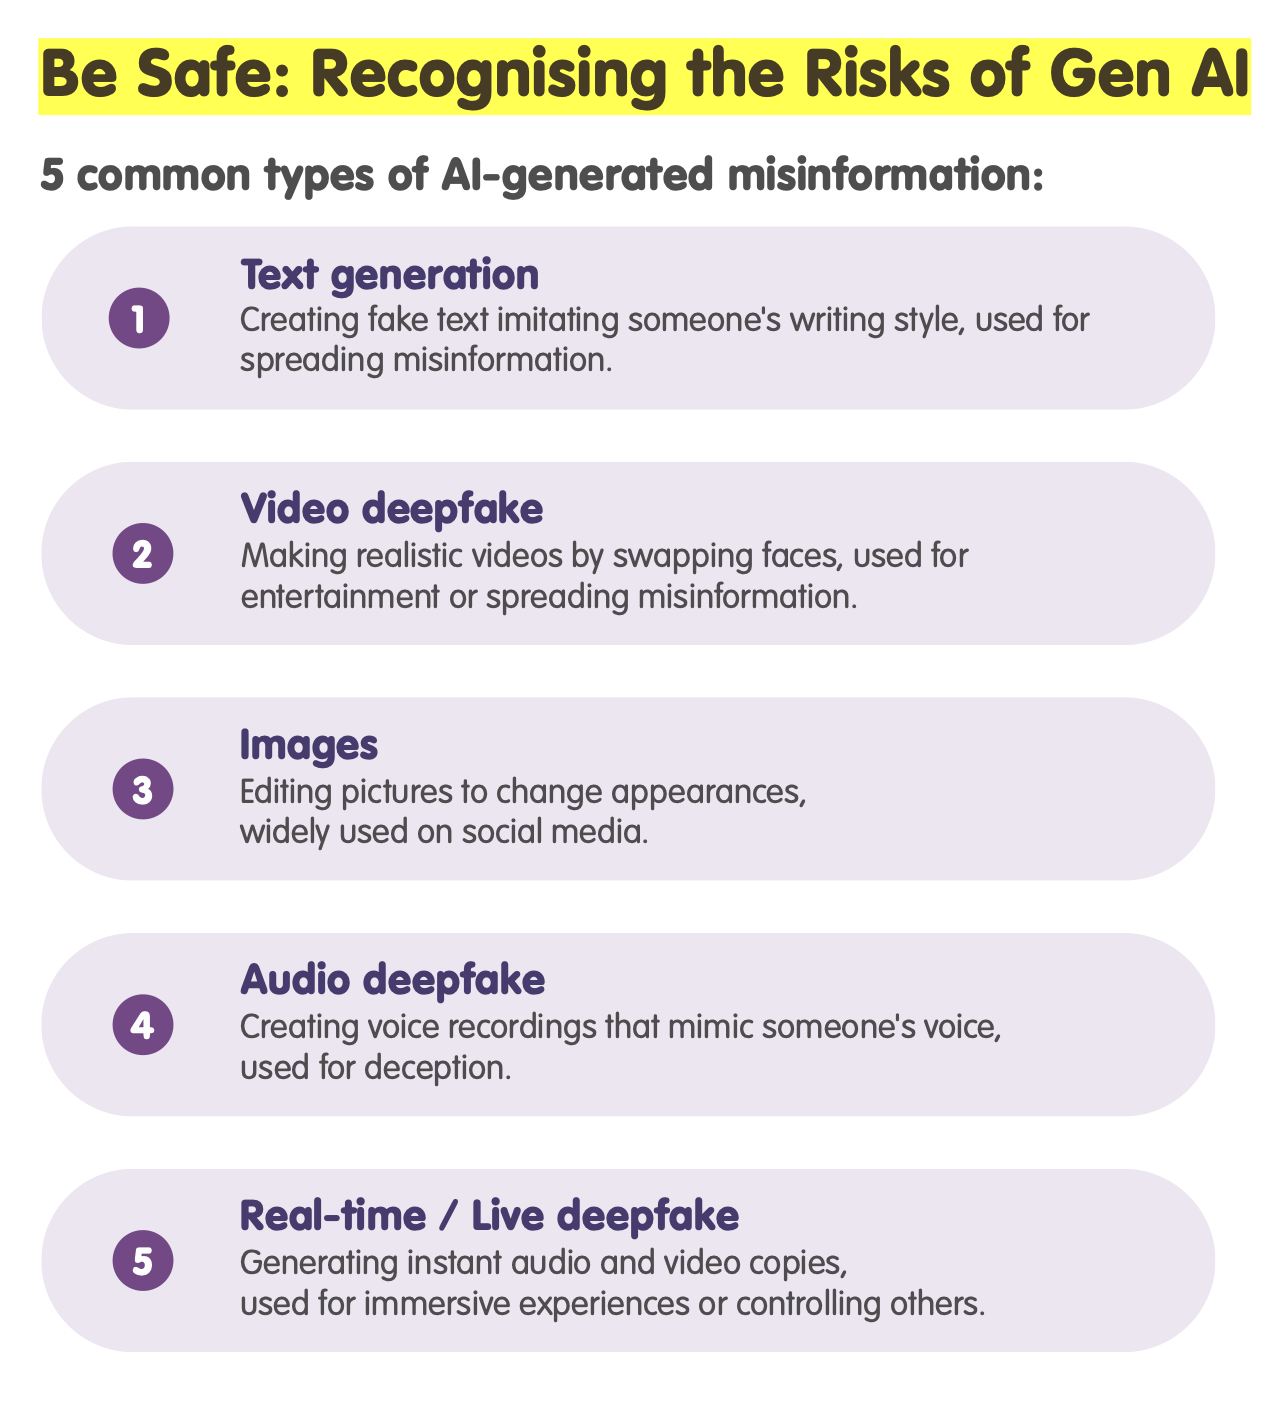 Be Safe: Recognising the Risks of Gen AI
5 common types of AI-generated misinformation:
1
Text generation
Creating fake text imitating someone's writing style, used for
spreading misinformation.
2
Video deepfake
Making realistic videos by swapping faces, used for
entertainment or spreading misinformation.
3
Images
Editing pictures to change appearances,
widely used on social media.
4
Audio deepfake
Creating voice recordings that mimic someone's voice,
used for deception.
5
Real-time / Live deepfake
Generating instant audio and video copies,
used for immersive experiences or controlling others.